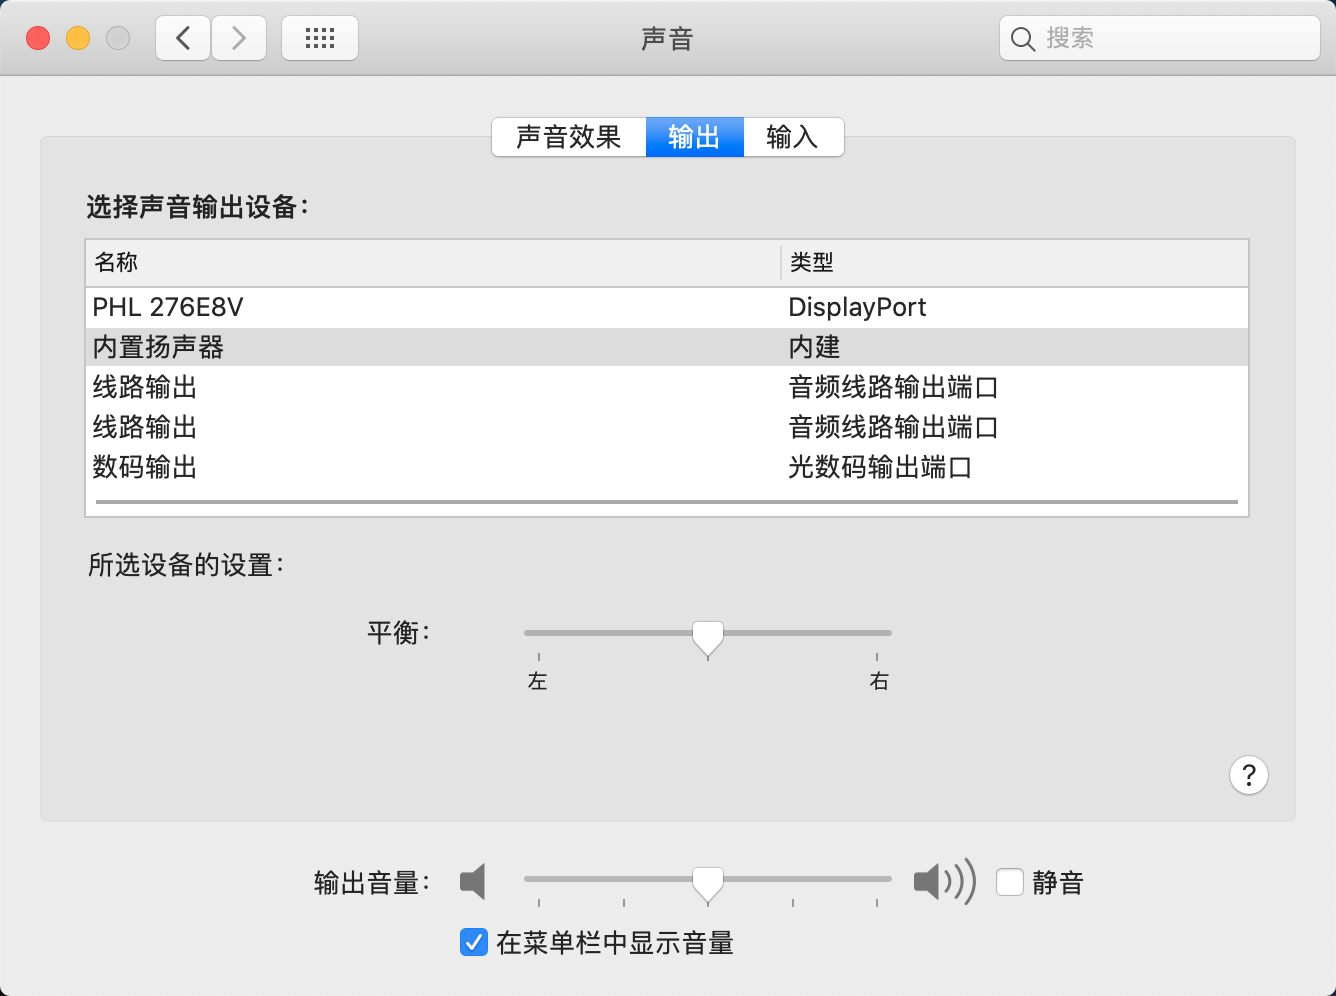 声音
搜索
声音效果 输出 输入
选择声音输出设备：
名称 类型
PHL 276E8V DisplayPort
内置扬声器 内建
线路输出 音频线路输出端口
线路输出 音频线路输出端口
数码输出 光数码输出端口
所选设备的设置：
平衡：
左 右
?
输出音量： 静音
在菜单栏中显示音量